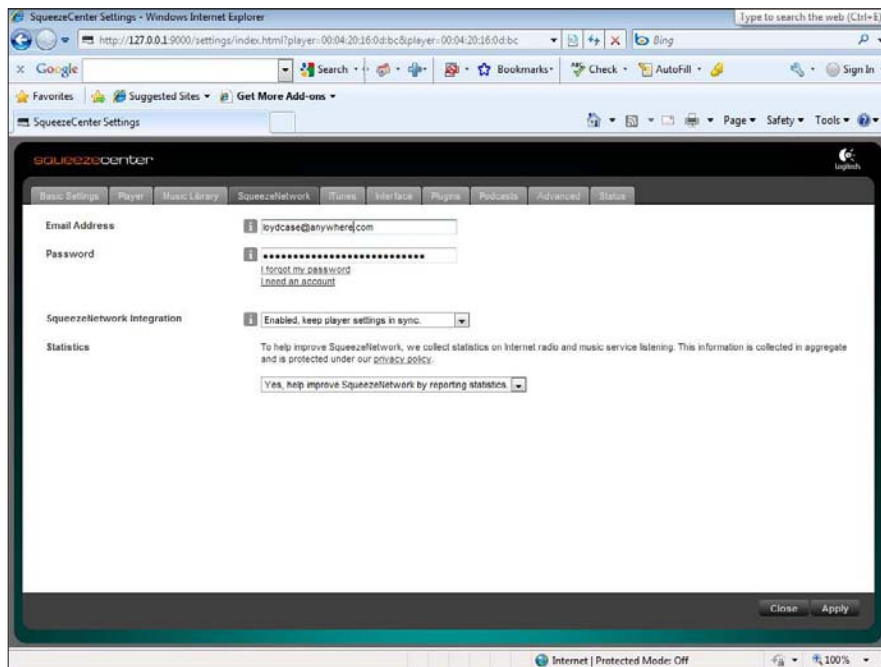 SqueezeCenter Settings - Windows Internet Explorer
Type to search the web (Ctrl+E)
http://127.0.0.1:9000/settings/index.html?player=00:04:20:16:0d:bc&player=00:04:20:16:0d:bc
Bing
x Google Search Bookmarks Check AutoFill Sign In
Favorites Suggested Sites Get More Add-ons
SqueezeCenter Settings Page Safety Tools
squeezecenter
Logitech
Basic Settings Player Music Library SqueezeNetwork iTunes Interface Plugins Podcasts Advanced Status
Email Address loydcase@anywhere.com
Password ••••••••••••••••••••••••••••
I forgot my password
I need an account
SqueezeNetwork Integration Enabled, keep player settings in sync.
Statistics To help improve SqueezeNetwork, we collect statistics on Internet radio and music service listening. This information is collected in aggregate
and is protected under our privacy policy.
Yes, help improve SqueezeNetwork by reporting statistics.
Close Apply
Internet | Protected Mode: Off 100%